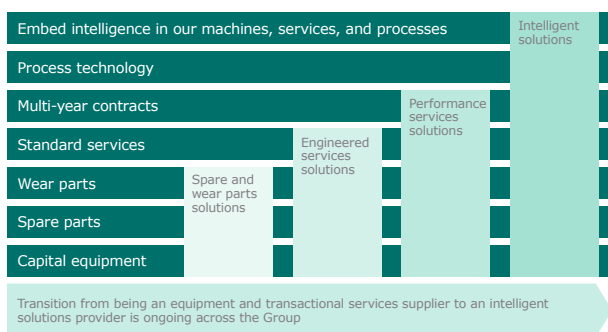 Embed intelligence in our machines, services, and processes
Intelligent
solutions
Process technology
Multi-year contracts
Performance
services
solutions
Standard services
Engineered
services
solutions
Wear parts
Spare and
wear parts
solutions
Spare parts
Capital equipment
Transition from being an equipment and transactional services supplier to an intelligent
solutions provider is ongoing across the Group